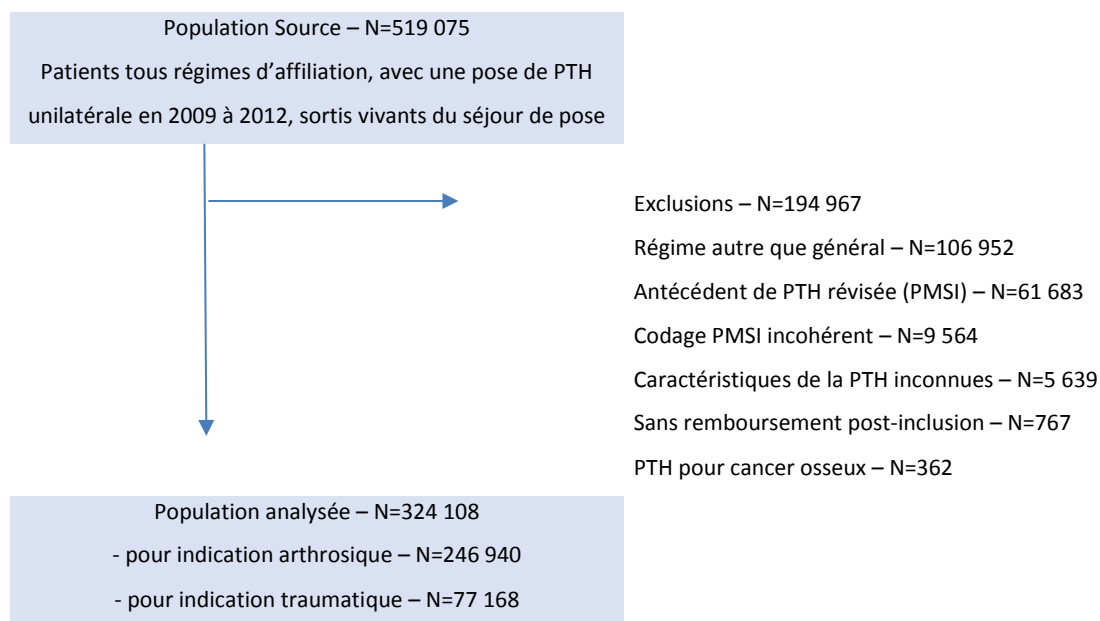 Population Source – N=519 075
Patients tous régimes d’affiliation, avec une pose de PTH
unilatérale en 2009 à 2012, sortis vivants du séjour de pose
Exclusions – N=194 967
Régime autre que général – N=106 952
Antécédent de PTH révisée (PMSI) – N=61 683
Codage PMSI incohérent – N=9 564
Caractéristiques de la PTH inconnues – N=5 639
Sans remboursement post-inclusion – N=767
PTH pour cancer osseux – N=362
Population analysée – N=324 108
- pour indication arthrosique – N=246 940
- pour indication traumatique – N=77 168